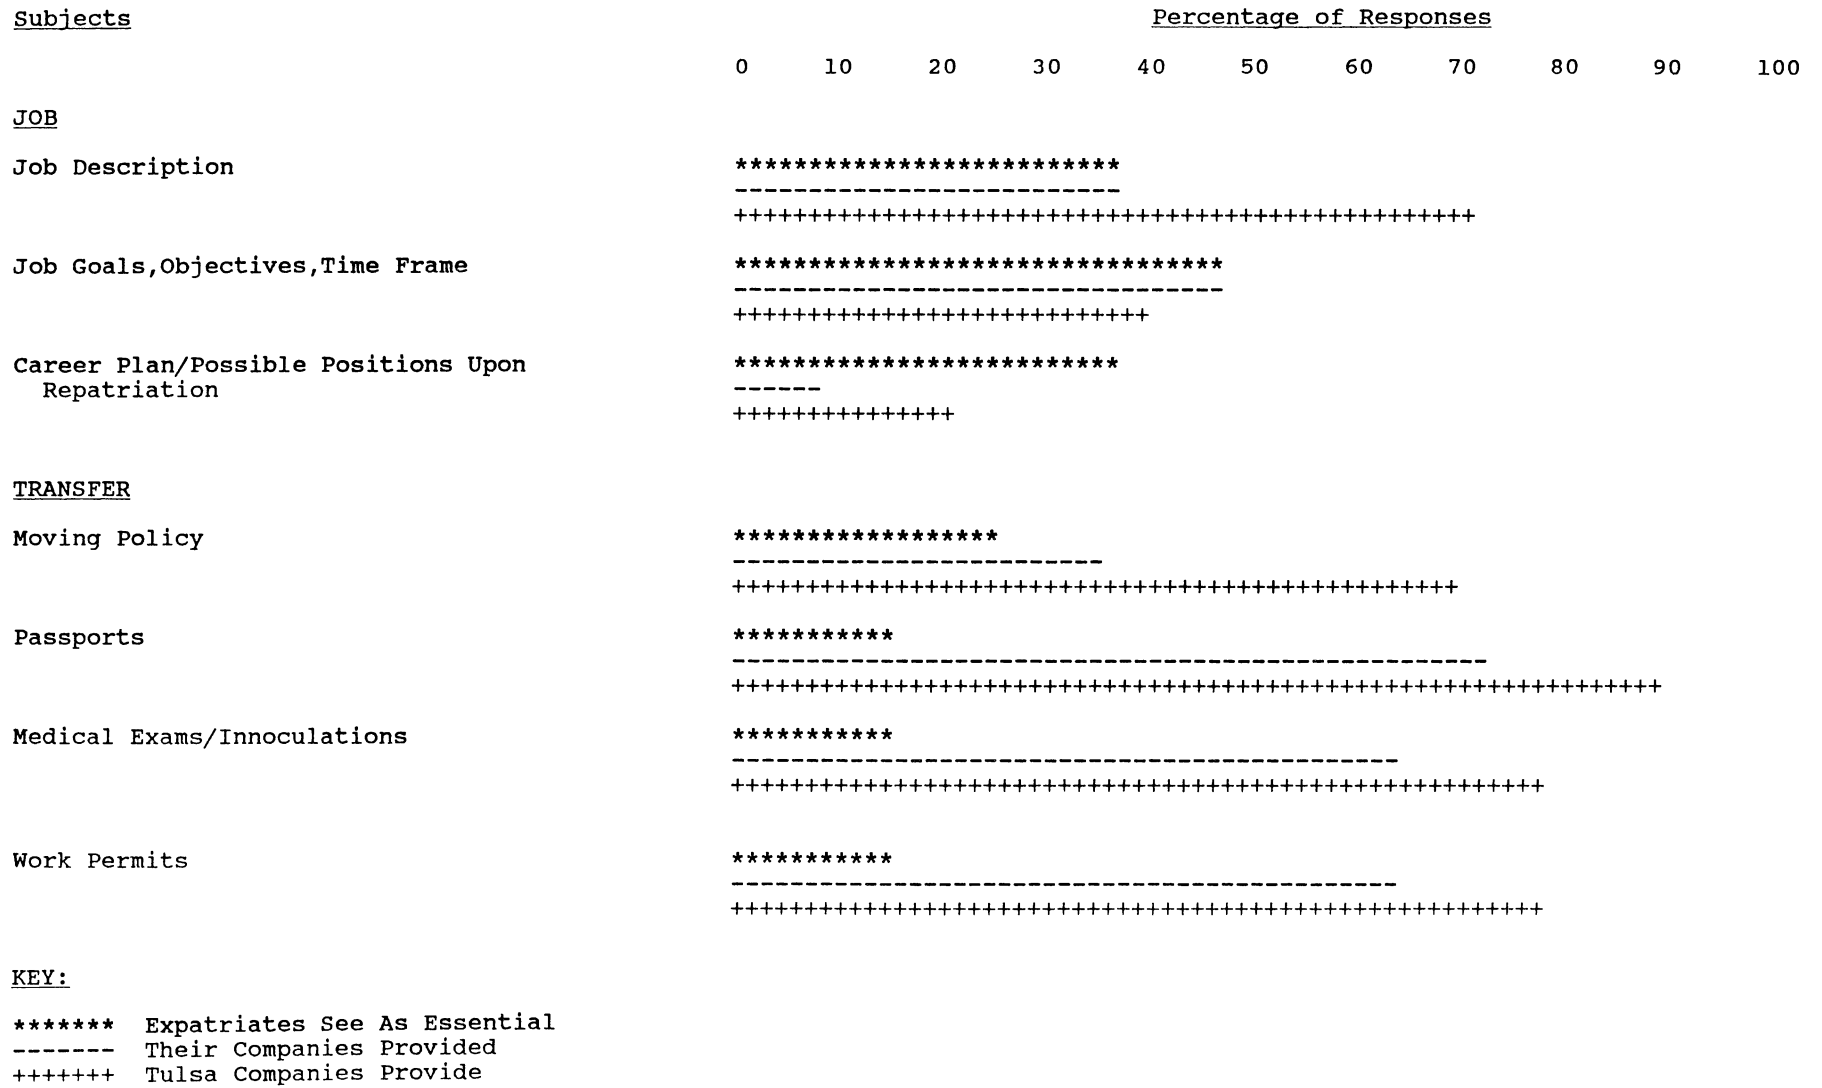 Subjects Percentage of Responses
0 10 20 30 40 50 60 70 80 90 100
JOB
Job Description **************************
--------------------------
++++++++++++++++++++++++++++++++++++++++++++++++++
Job Goals,Objectives,Time Frame *********************************
---------------------------------
++++++++++++++++++++++++++++
Career Plan/Possible Positions Upon **************************
Repatriation ------
+++++++++++++++
TRANSFER
Moving Policy ******************
-------------------------
+++++++++++++++++++++++++++++++++++++++++++++++++
Passports ***********
---------------------------------------------------
+++++++++++++++++++++++++++++++++++++++++++++++++++++++++++++++
Medical Exams/Innoculations ***********
---------------------------------------------
+++++++++++++++++++++++++++++++++++++++++++++++++++++++
Work Permits ***********
---------------------------------------------
+++++++++++++++++++++++++++++++++++++++++++++++++++++++
KEY:
******* Expatriates See As Essential
------- Their Companies Provided
+++++++ Tulsa Companies Provide